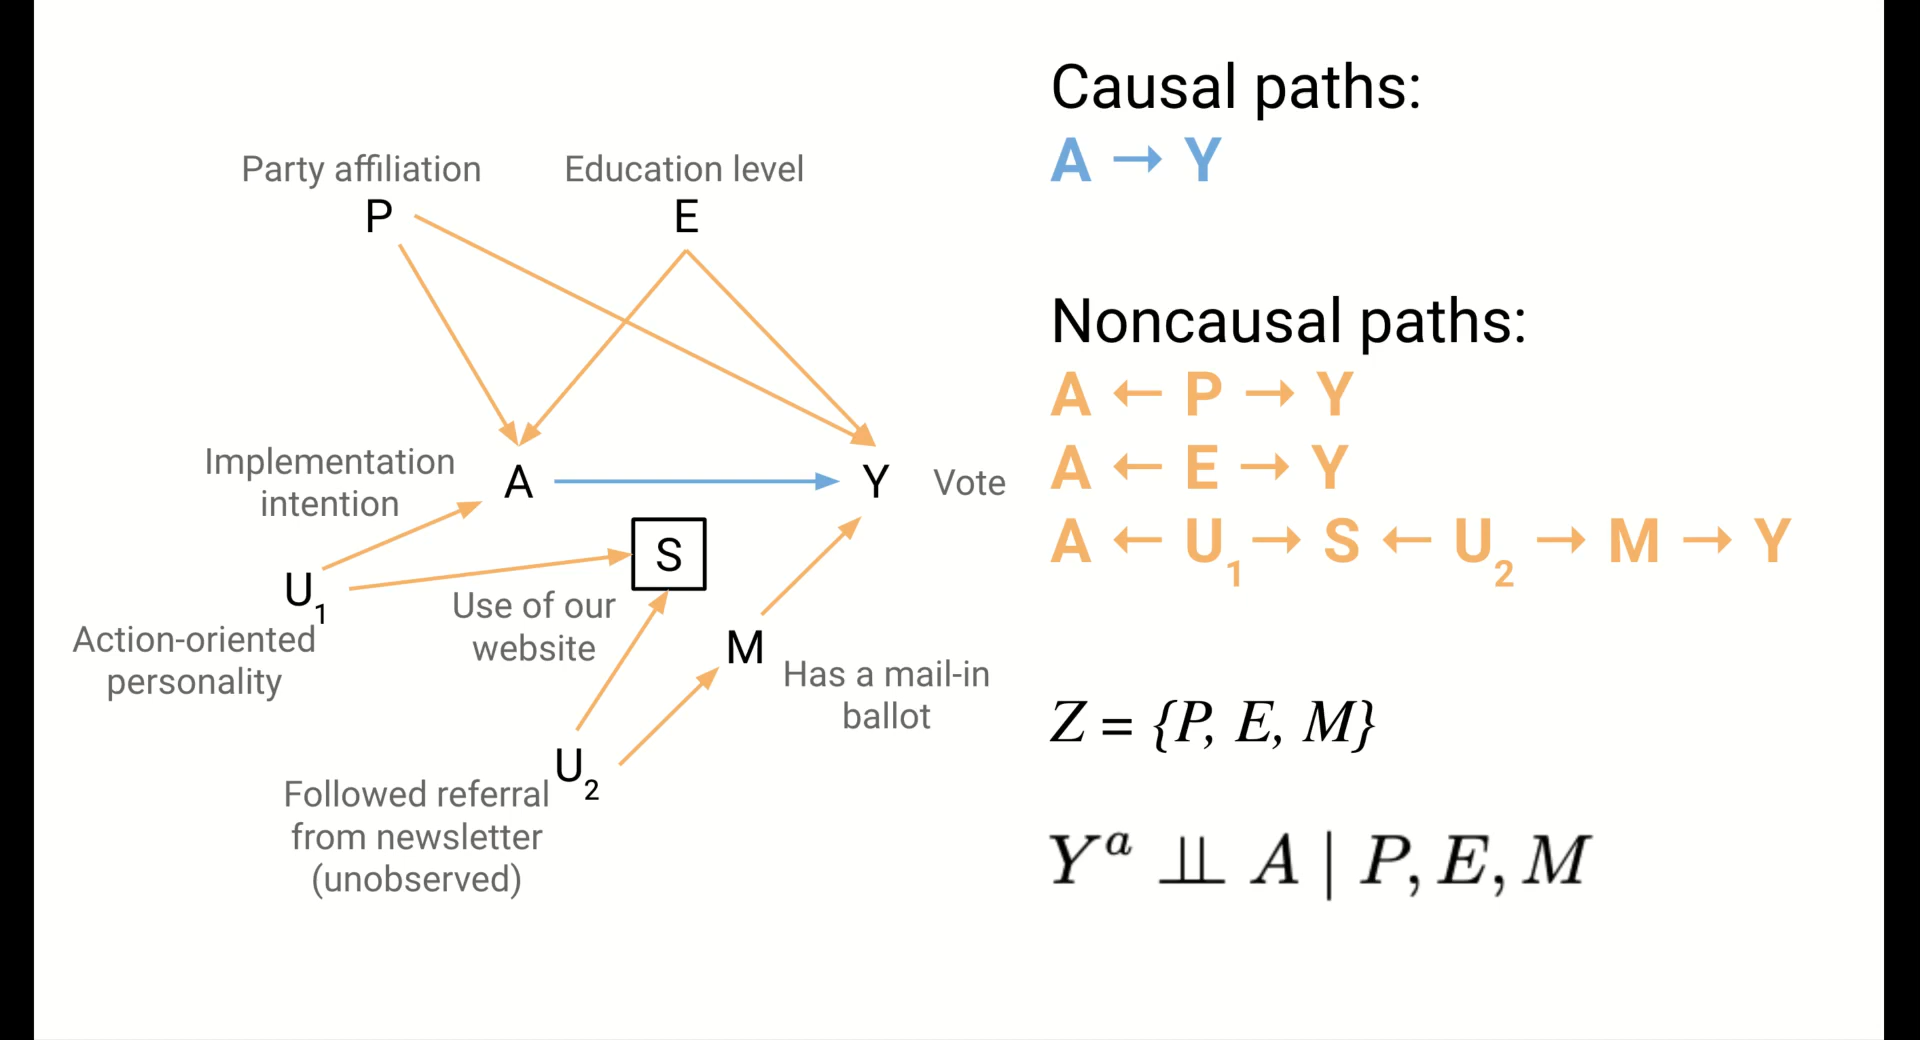 Party affiliation
P
Education level
E
Implementation
intention
A
Y
Vote
S
U1
Action-oriented
personality
Use of our
website
M
Has a mail-in
ballot
U2
Followed referral
from newsletter
(unobserved)
Causal paths:
A → Y
Noncausal paths:
A ← P → Y
A ← E → Y
A ← U1 → S ← U2 → M → Y
Z = {P, E, M}
Y^a ⫫ A | P, E, M